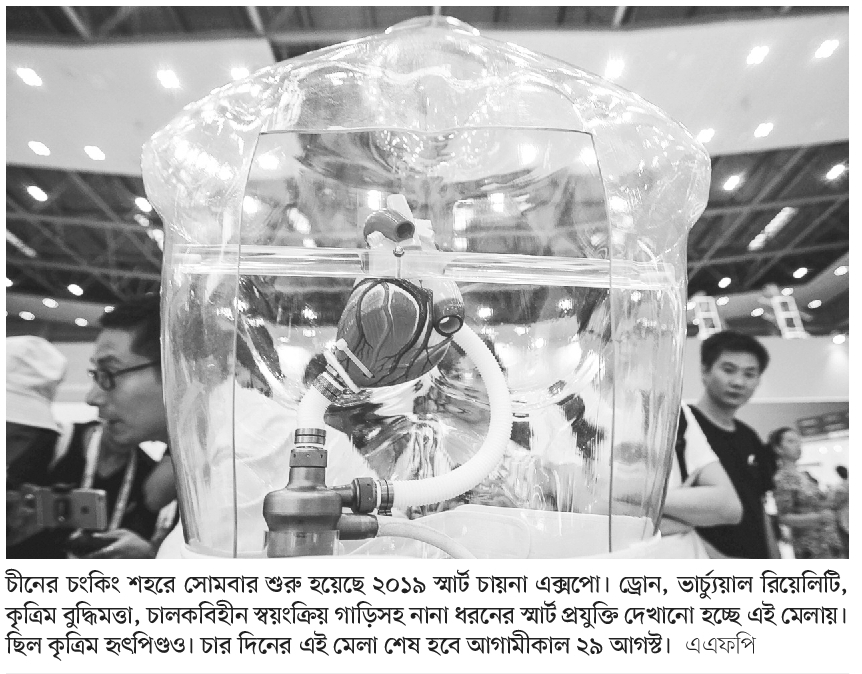 চীনের চংকিং শহরে সোমবার শুরু হয়েছে ২০১৯ স্মার্ট চায়না এক্সপো। ড্রোন, ভার্চ্যুয়াল রিয়েলিটি,
কৃত্রিম বুদ্ধিমত্তা, চালকবিহীন স্বয়ংক্রিয় গাড়িসহ নানা ধরনের স্মার্ট প্রযুক্তি দেখানো হচ্ছে এই মেলায়।
ছিল কৃত্রিম হৃৎপিণ্ডও। চার দিনের এই মেলা শেষ হবে আগামীকাল ২৯ আগস্ট। এএফপি